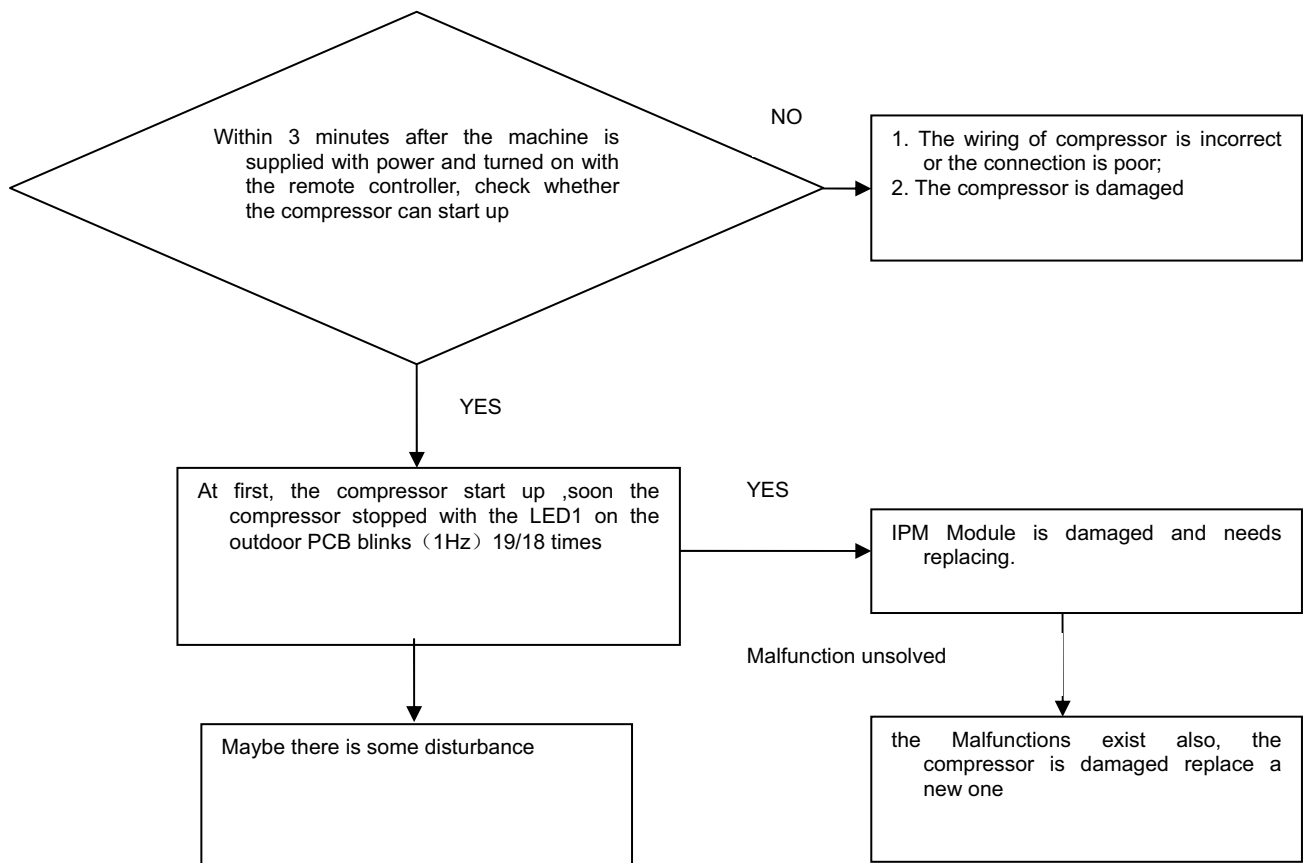 Within 3 minutes after the machine is
supplied with power and turned on with
the remote controller, check whether
the compressor can start up
NO
1. The wiring of compressor is incorrect
or the connection is poor;
2. The compressor is damaged
YES
At first, the compressor start up ,soon the
compressor stopped with the LED1 on the
outdoor PCB blinks（1Hz）19/18 times
YES
IPM Module is damaged and needs
replacing.
Malfunction unsolved
Maybe there is some disturbance
the Malfunctions exist also, the
compressor is damaged replace a
new one